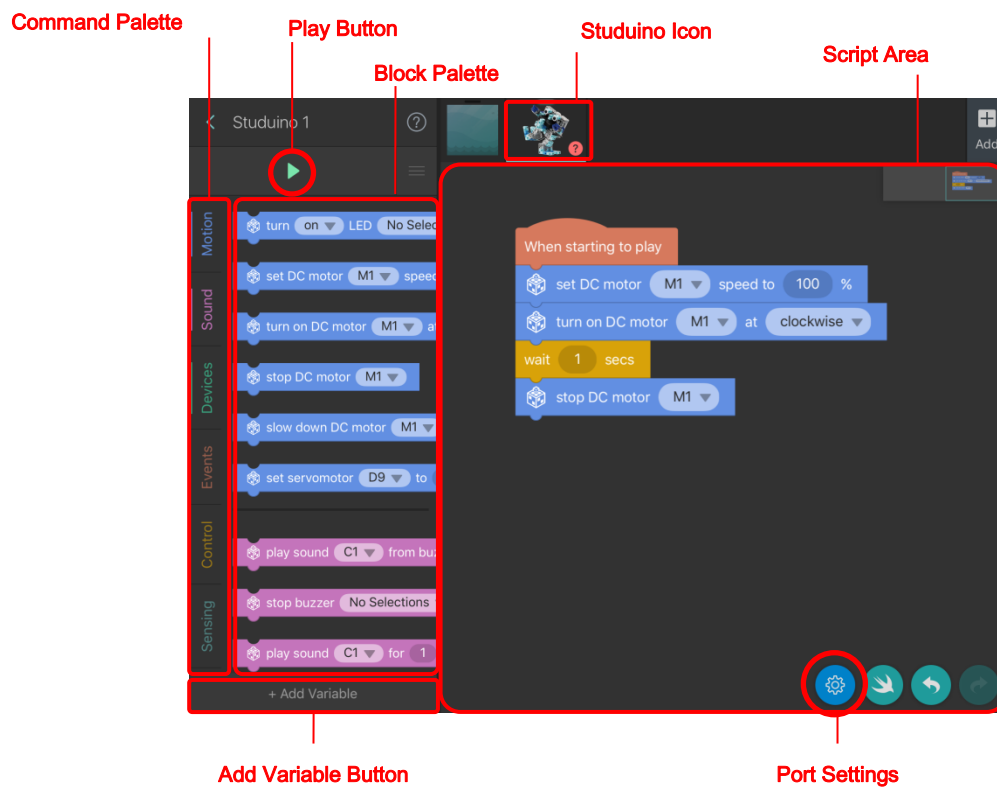 Command Palette
Play Button
Studuino Icon
Block Palette
Script Area
Studuino 1
?
?
Add
Motion
Sound
Devices
Events
Control
Sensing
turn on LED No Selec
set DC motor M1 speed
turn on DC motor M1 at
stop DC motor M1
slow down DC motor M1
set servomotor D9 to
play sound C1 from buz
stop buzzer No Selections
play sound C1 for 1
+ Add Variable
When starting to play
set DC motor M1 speed to 100 %
turn on DC motor M1 at clockwise
wait 1 secs
stop DC motor M1
Add Variable Button
Port Settings